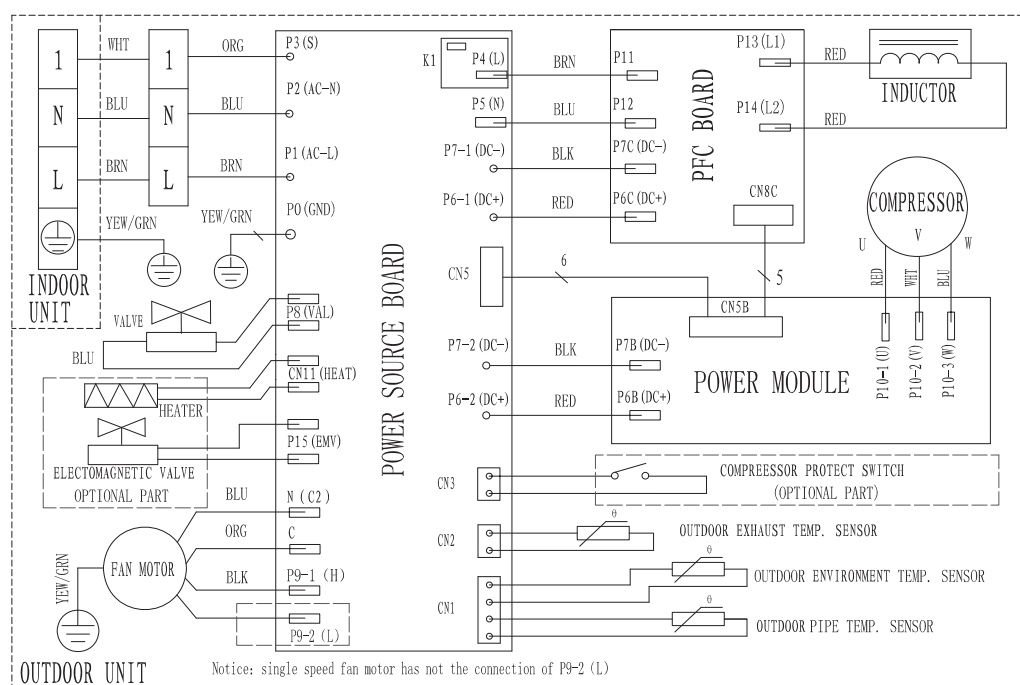 1
WHT
1
ORG
P3(S)
N
BLU
N
BLU
P2(AC-N)
L
BRN
L
BRN
P1(AC-L)
YEW/GRN
YEW/GRN
P0(GND)
INDOOR
UNIT
VALVE
BLU
P8(VAL)
HEATER
CN11(HEAT)
P15(EMV)
ELECTOMAGNETIC VALVE
OPTIONAL PART
BLU
N(C2)
ORG
C
FAN MOTOR
BLK
P9-1 (H)
P9-2 (L)
YEW/GRN
OUTDOOR UNIT
POWER SOURCE BOARD
K1
P4(L)
BRN
P11
P5(N)
BLU
P12
P7-1(DC-)
BLK
P7C(DC-)
P6-1(DC+)
RED
P6C(DC+)
PFC BOARD
P13(L1)
RED
INDUCTOR
P14(L2)
RED
CN8C
CN5
6
5
CN5B
COMPRESSOR
U
V
W
RED
WHT
BLU
P10-1(U)
P10-2(V)
P10-3(W)
P7-2(DC-)
BLK
P7B(DC-)
P6-2(DC+)
RED
P6B(DC+)
POWER MODULE
CN3
COMPREESSOR PROTECT SWITCH
(OPTIONAL PART)
CN2
θ
OUTDOOR EXHAUST TEMP. SENSOR
CN1
θ
OUTDOOR ENVIRONMENT TEMP. SENSOR
θ
OUTDOOR PIPE TEMP. SENSOR
Notice: single speed fan motor has not the connection of P9-2 (L)